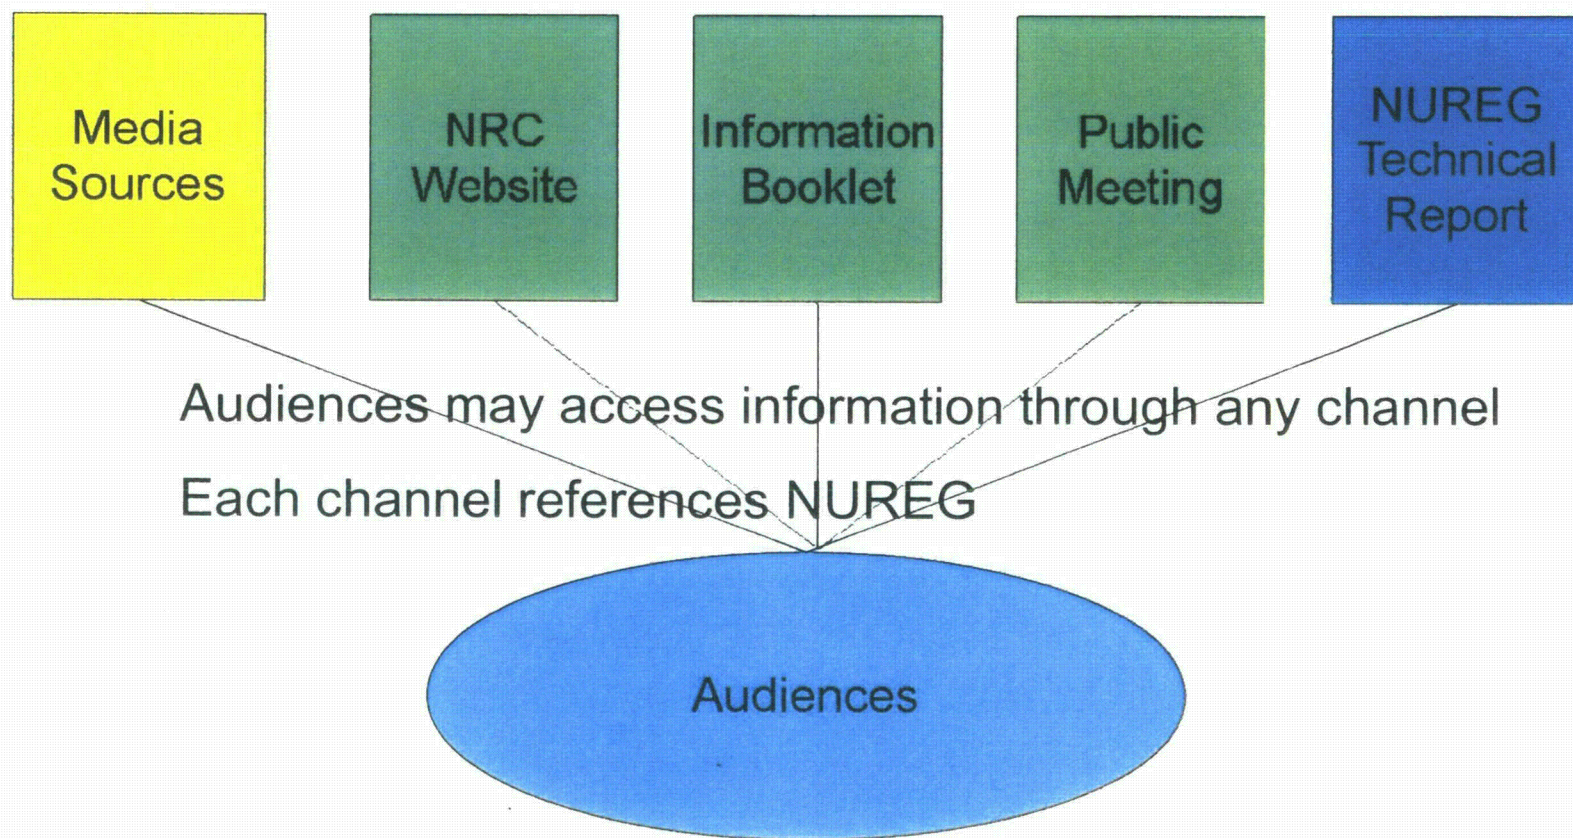 Media
Sources
NRC
Website
Information
Booklet
Public
Meeting
NUREG
Technical
Report
Audiences may access information through any channel
Each channel references NUREG
Audiences